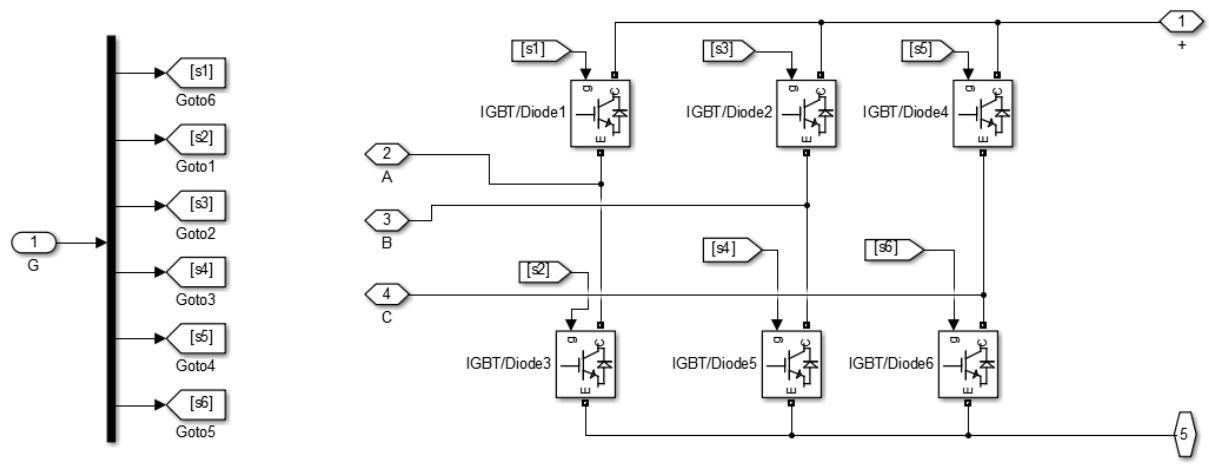 1
G
[s1]
Goto6
[s2]
Goto1
[s3]
Goto2
[s4]
Goto3
[s5]
Goto4
[s6]
Goto5
1
+
[s1]
[s3]
[s5]
g
C
IGBT/Diode1
E
g
C
IGBT/Diode2
E
g
C
IGBT/Diode4
E
2
A
3
B
[s2]
[s4]
[s6]
4
C
g
C
IGBT/Diode3
E
g
C
IGBT/Diode5
E
g
C
IGBT/Diode6
E
5